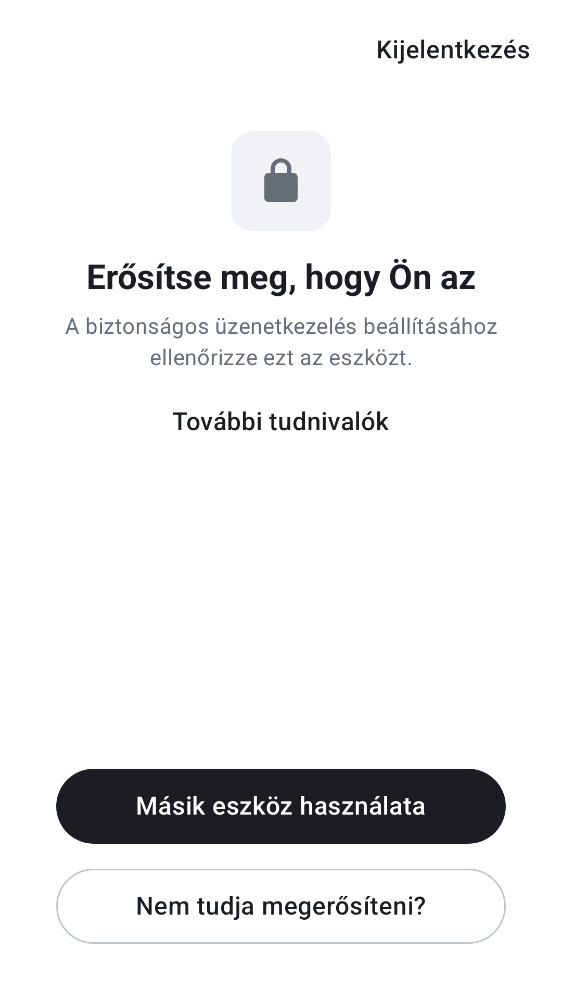 Kijelentkezés
Erősítse meg, hogy Ön az
A biztonságos üzenetkezelés beállításához
ellenőrizze ezt az eszközt.
További tudnivalók
Másik eszköz használata
Nem tudja megerősíteni?